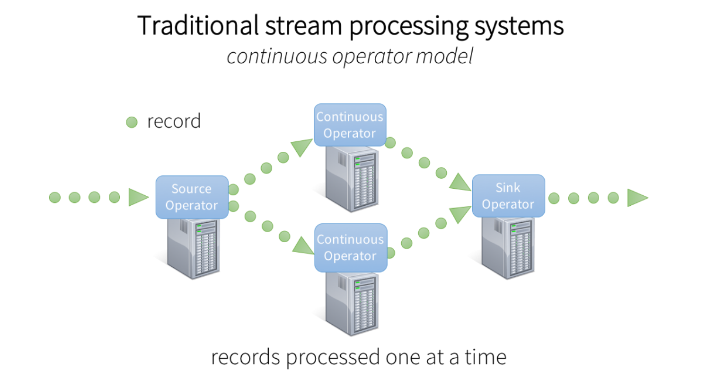 Traditional stream processing systems
continuous operator model
record
Continuous
Operator
Source
Operator
Sink
Operator
Continuous
Operator
records processed one at a time